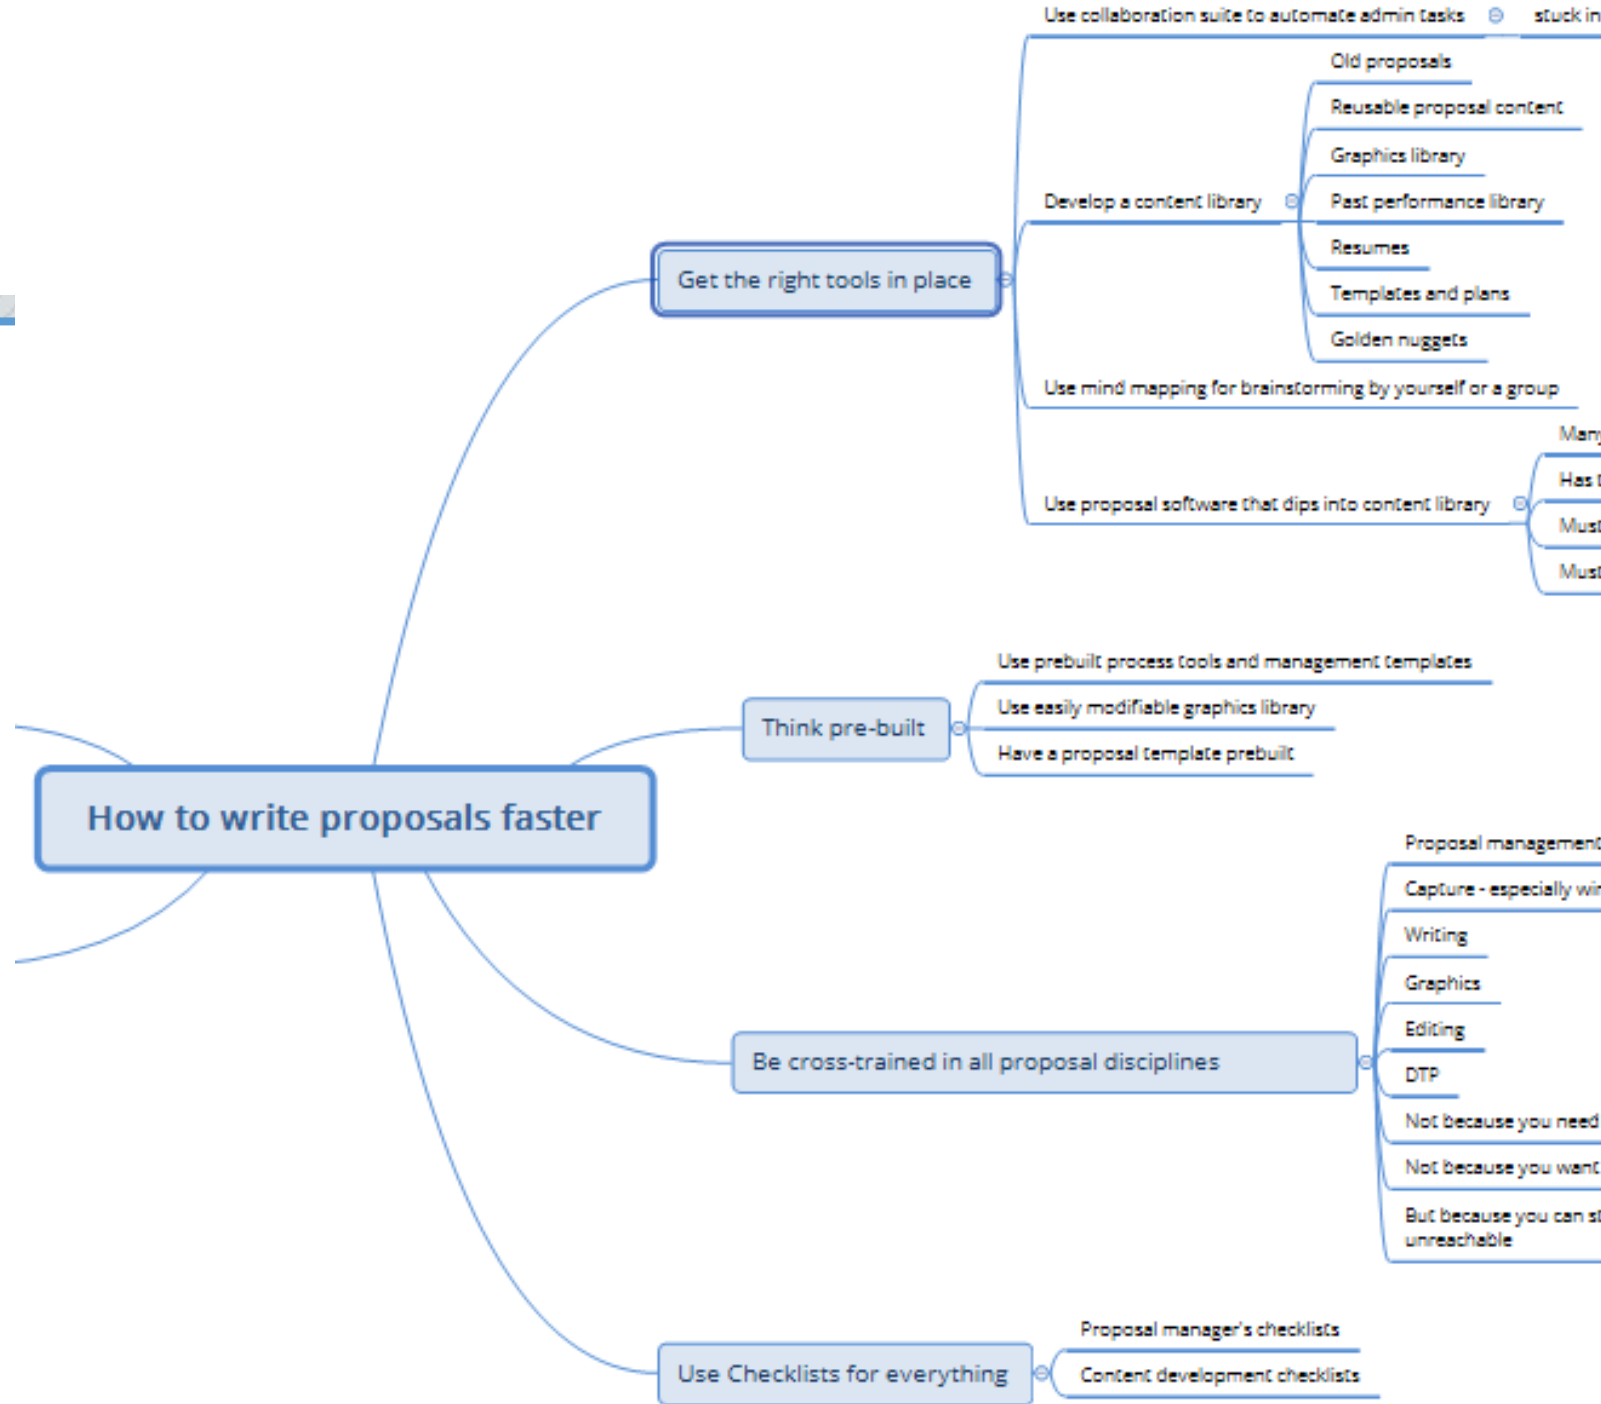 Use collaboration suite to automate admin tasks
stuck in
Old proposals
Reusable proposal content
Graphics library
Develop a content library
Past performance library
Resumes
Get the right tools in place
Templates and plans
Golden nuggets
Use mind mapping for brainstorming by yourself or a group
Many
Has
Use proposal software that dips into content library
Must
Must
Use prebuilt process tools and management templates
Use easily modifiable graphics library
Think pre-built
Have a proposal template prebuilt
How to write proposals faster
Proposal management
Capture - especially
Writing
Graphics
Editing
Be cross-trained in all proposal disciplines
DTP
Not because you need
Not because you want
But because you can
unreachable
Proposal manager's checklists
Use Checklists for everything
Content development checklists